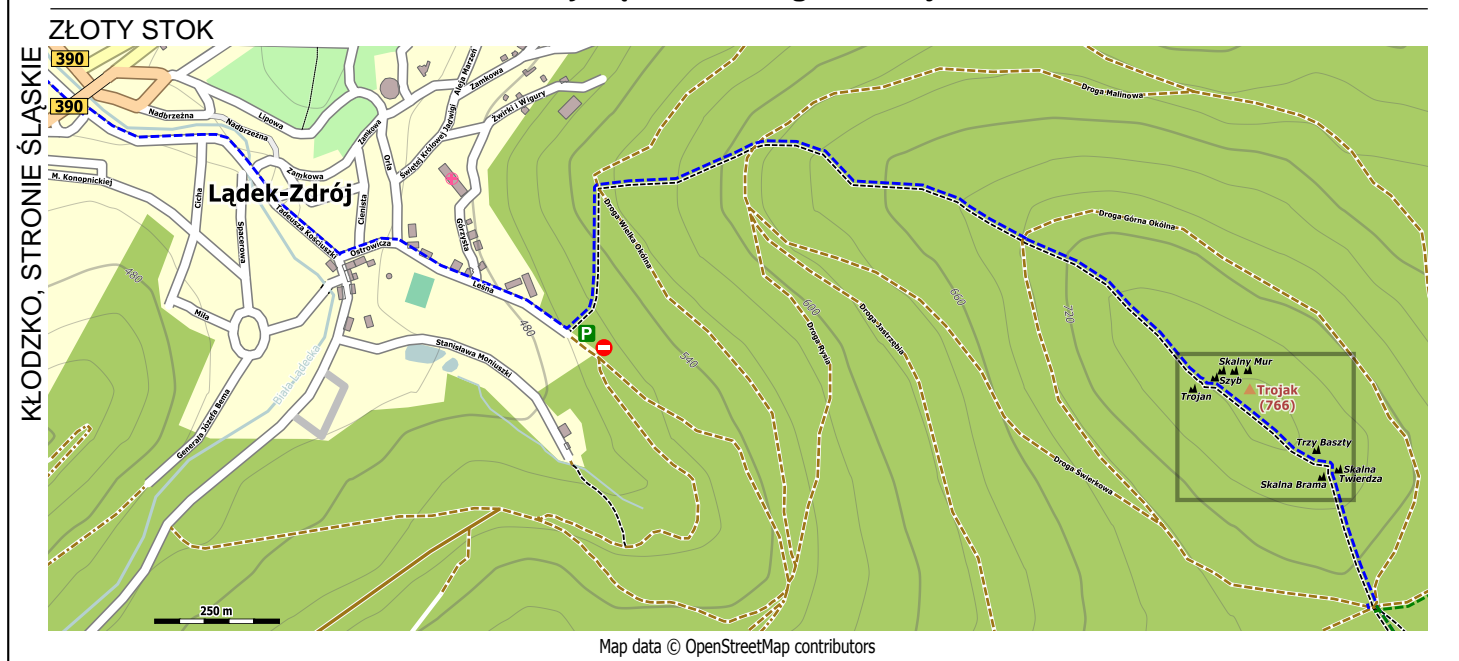 ZŁOTY STOK
KŁODZKO, STRONIE ŚLĄSKIE
390
390
Nadbrzeżna
Nadbrzeżna
Lipowa
Zamkowa
Zamkowa
Zamkowa
Aleja Marzeń
Żwirki i Wigury
Świętej Królowej Jadwigi
Orla
Cienista
M. Konopnickiej
Cicha
Lądek-Zdrój
Tadeusza Kościuszki
Spacerowa
Ostrowicza
Górzysta
Leśna
Miła
480
480
P
Stanisława Moniuszki
Biała Lądecka
Generała Józefa Bema
Droga Malinowa
Droga Wielka Okólna
Droga Górna Okólna
540
600
660
720
Droga Rysia
Droga Jastrzębia
Droga Świerkowa
Skalny Mur
Szyb
Trojan
Trojak
(766)
Trzy Baszty
Skalna
Twierdza
Skalna Brama
250 m
Map data © OpenStreetMap contributors